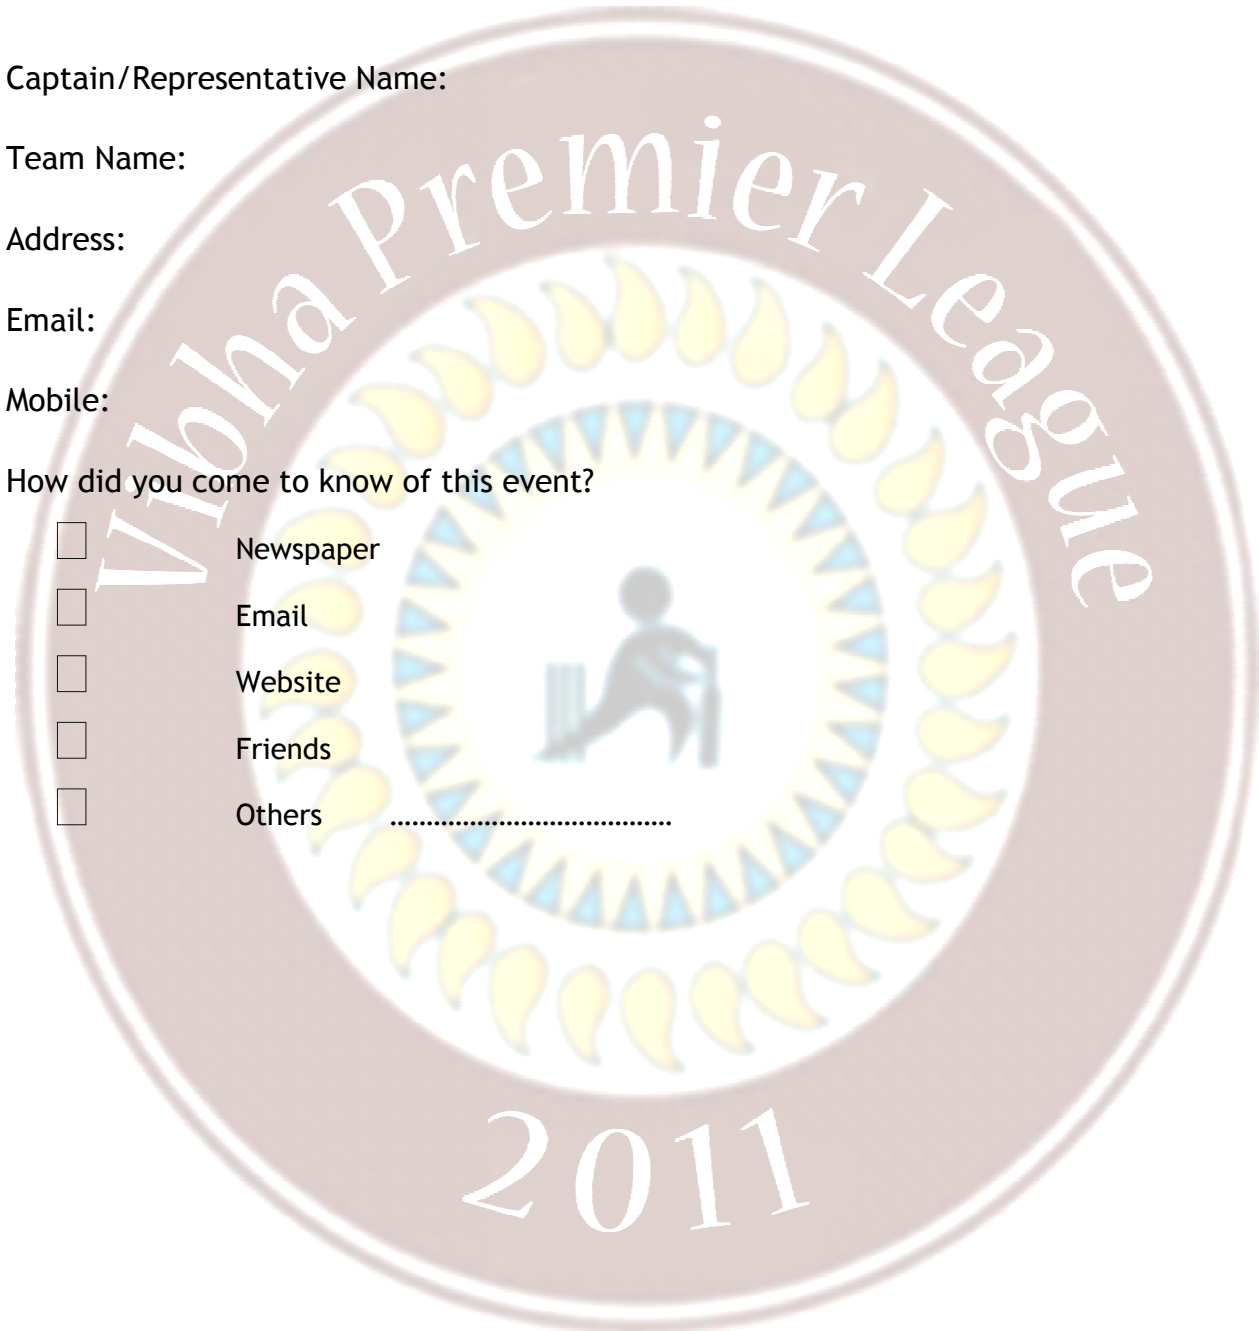 Captain/Representative Name:
Team Name:
Address:
Email:
Mobile:
How did you come to know of this event?
Newspaper
Email
Website
Friends
Others .......................................
Vibha Premier League
2011